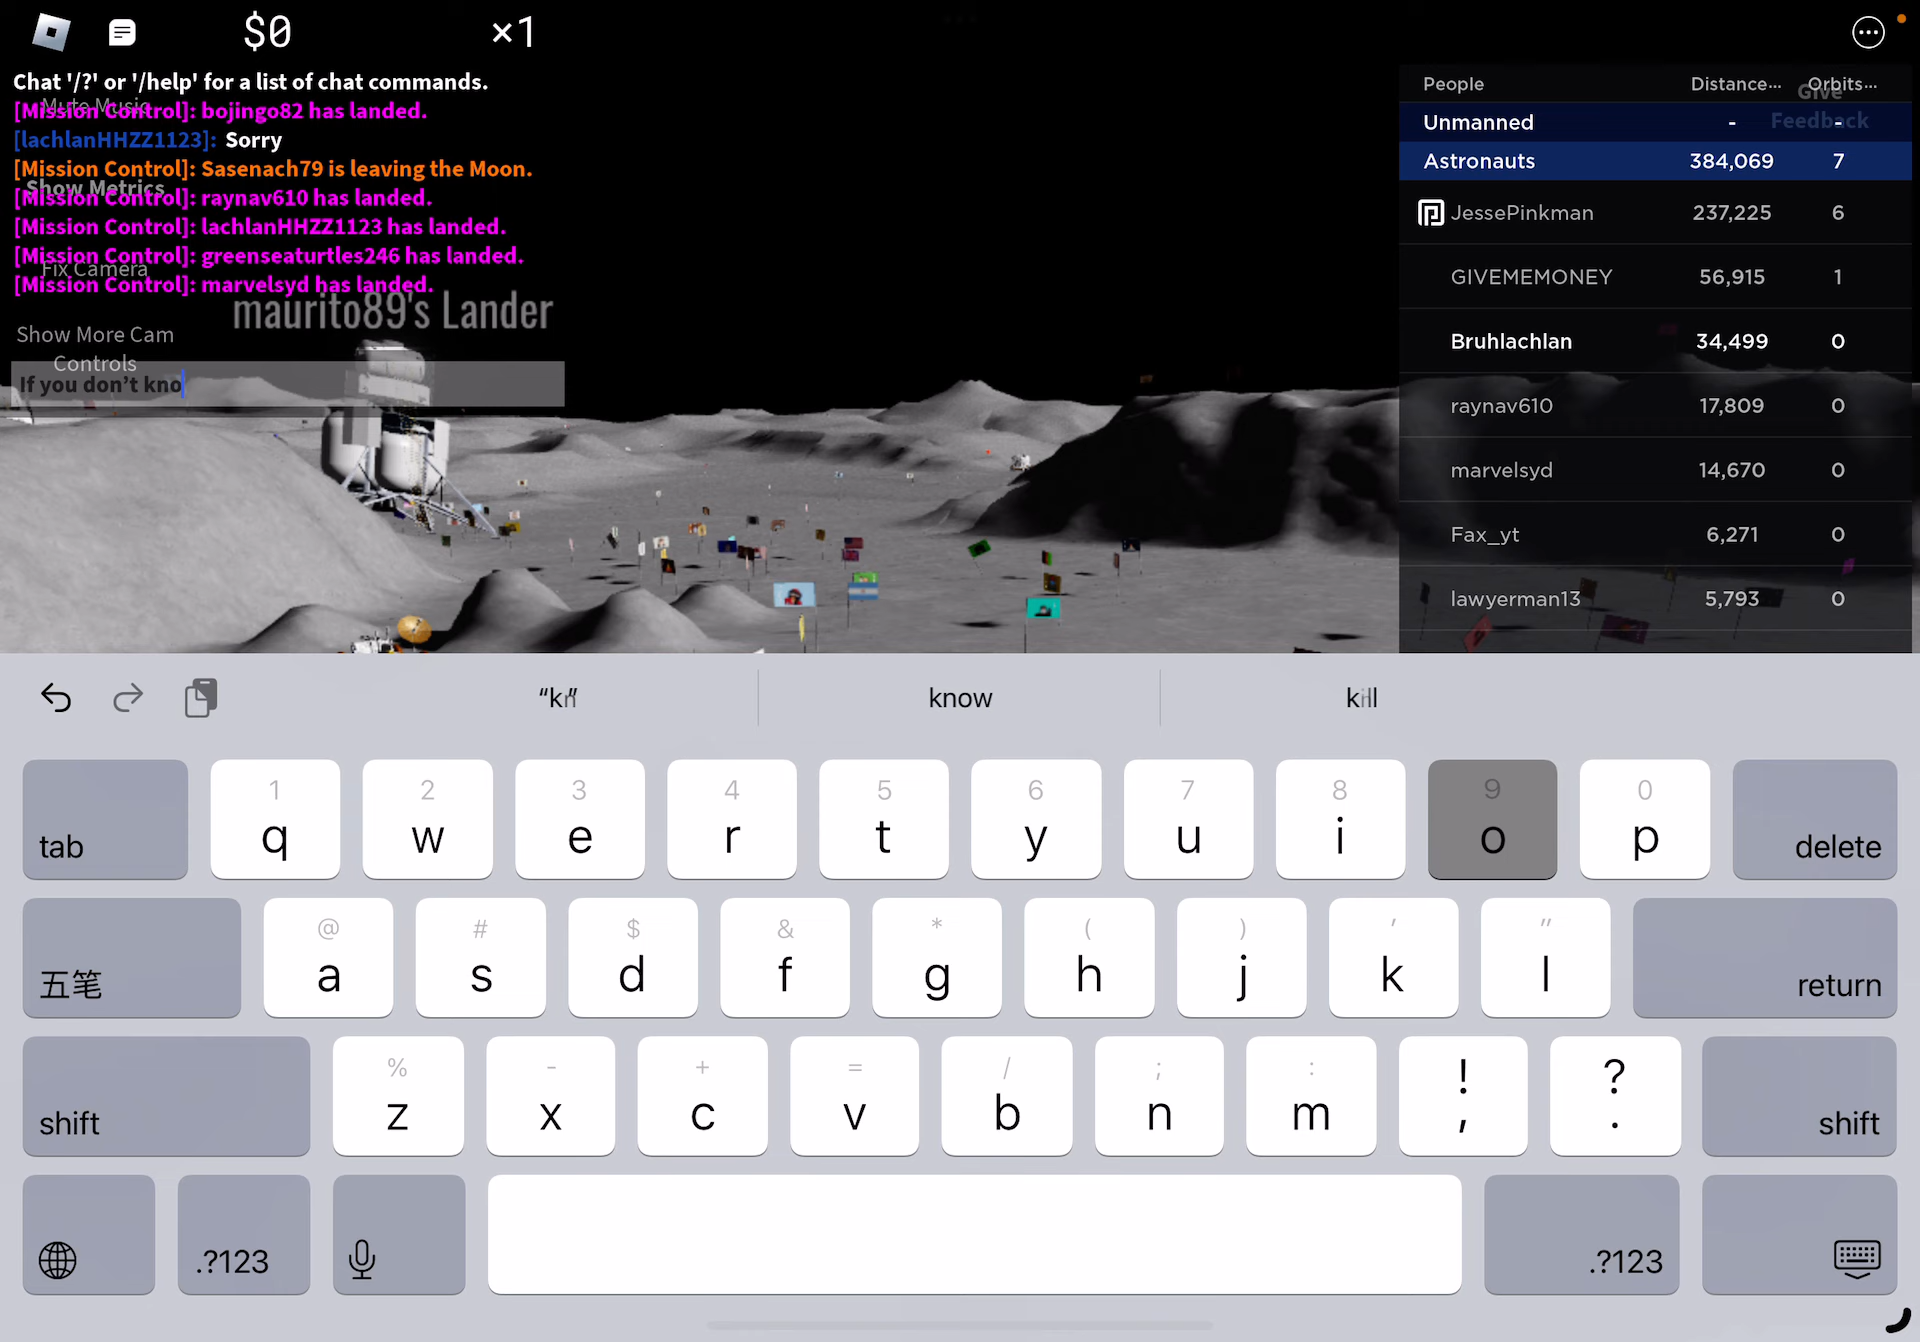 $0 ×1
Chat '/?' or '/help' for a list of chat commands.
Mute Music
[Mission Control]: bojingo82 has landed.
[lachlanHHZZ1123]: Sorry
[Mission Control]: Sasenach79 is leaving the Moon.
Show Metrics
[Mission Control]: raynav610 has landed.
[Mission Control]: lachlanHHZZ1123 has landed.
[Mission Control]: greenseaturtles246 has landed.
Fix Camera
[Mission Control]: marvelsyd has landed.
maurito89's Lander
Show More Cam
Controls
If you don’t kno
People Distance... Orbits...
Give
Feedback
Unmanned - -
Astronauts 384,069 7
JessePinkman 237,225 6
GIVEMEMONEY 56,915 1
Bruhlachlan 34,499 0
raynav610 17,809 0
marvelsyd 14,670 0
Fax_yt 6,271 0
lawyerman13 5,793 0
know
tab 1 q 2 w 3 e 4 r 5 t 6 y 7 u 8 i 9 o 0 p delete
五笔 @ a # s $ d & f * g ( h ) j ' k " l return
shift % z - x + c = v / b ; n : m ! , ? . shift
.?123 .?123